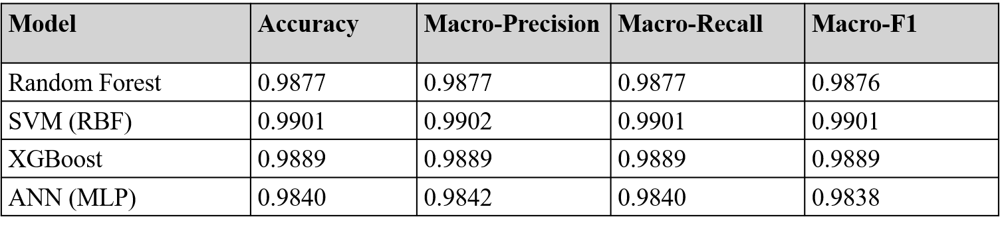 Model Accuracy Macro-Precision Macro-Recall Macro-F1
Random Forest 0.9877 0.9877 0.9877 0.9876
SVM (RBF) 0.9901 0.9902 0.9901 0.9901
XGBoost 0.9889 0.9889 0.9889 0.9889
ANN (MLP) 0.9840 0.9842 0.9840 0.9838